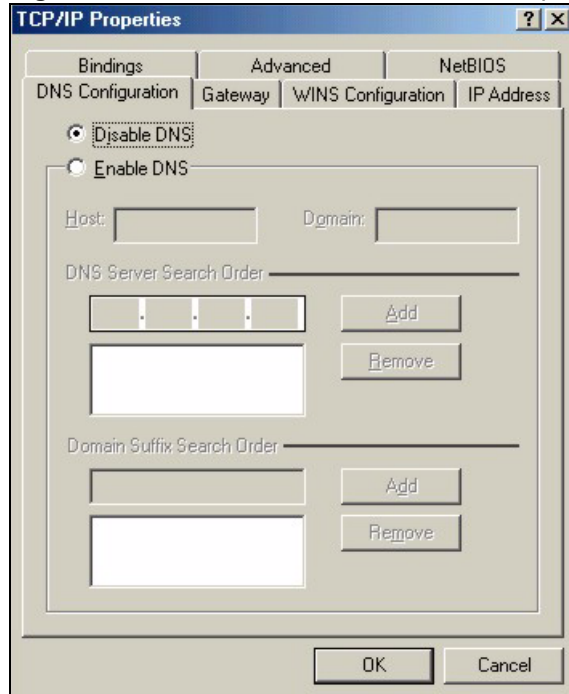 TCP/IP Properties
Bindings Advanced NetBIOS
DNS Configuration Gateway WINS Configuration IP Address
Disable DNS
Enable DNS
Host: Domain:
DNS Server Search Order
Add
Remove
Domain Suffix Search Order
Add
Remove
OK Cancel